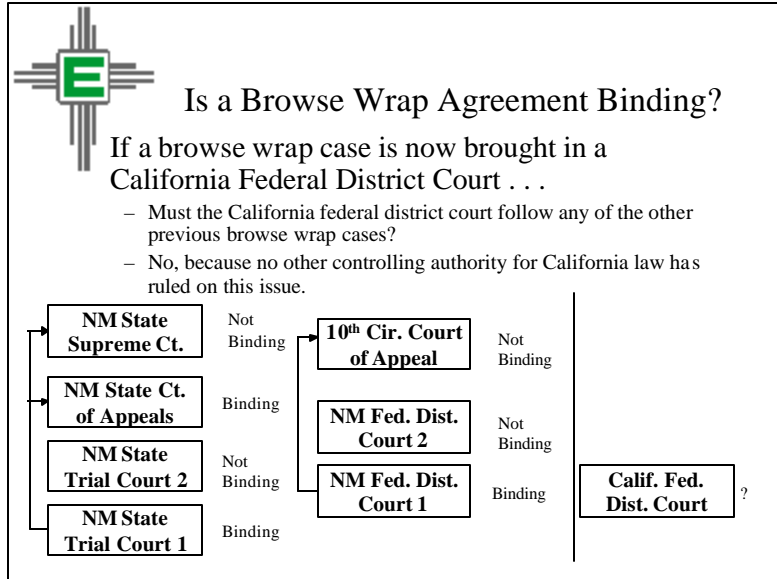 E
Is a Browse Wrap Agreement Binding?
If a browse wrap case is now brought in a
California Federal District Court . . .
– Must the California federal district court follow any of the other
previous browse wrap cases?
– No, because no other controlling authority for California law has
ruled on this issue.
NM State
Supreme Ct.
Not
Binding
NM State Ct.
of Appeals
Binding
NM State
Trial Court 2
Not
Binding
NM State
Trial Court 1
Binding
10th Cir. Court
of Appeal
Not
Binding
NM Fed. Dist.
Court 2
Not
Binding
NM Fed. Dist.
Court 1
Binding
Calif. Fed.
Dist. Court
?